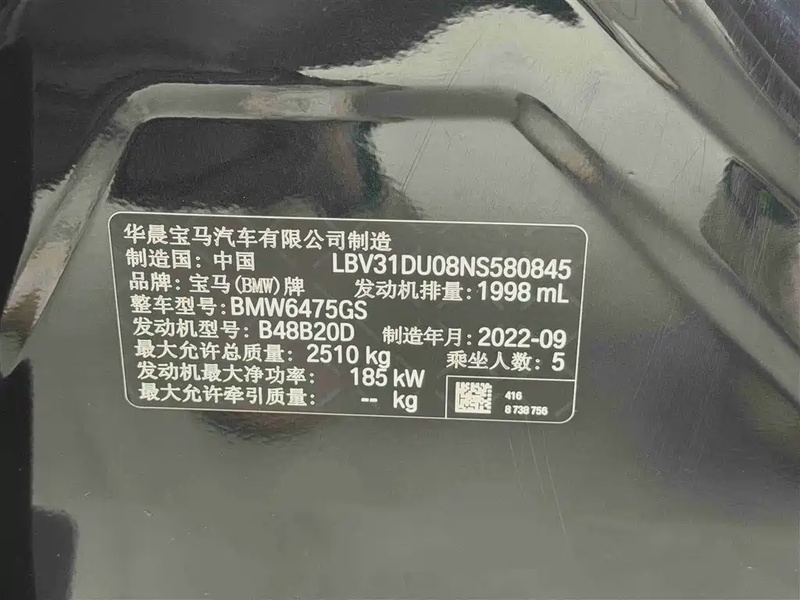 华晨宝马汽车有限公司制造
制造国: 中国 LBV31DU08NS580845
品牌: 宝马(BMW)牌 发动机排量: 1998 mL
整车型号: BMW6475GS
发动机型号: B48B20D 制造年月: 2022-09
最大允许总质量: 2510 kg 乘坐人数: 5
发动机最大净功率: 185 kW
最大允许牵引质量: -- kg
416
8 738 756